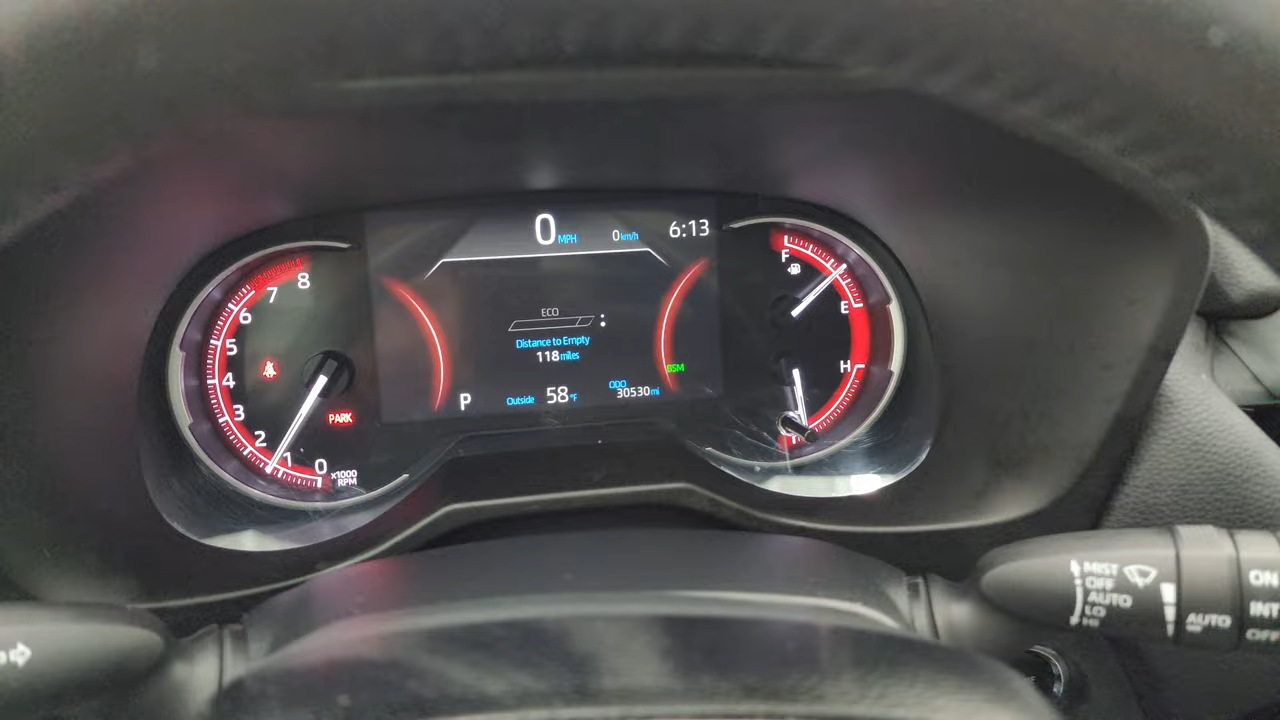 0 MPH 0 km/h 6:13
8
7
6
5
4
3
2
1
0
x1000
RPM
PARK
ECO
Distance to Empty
118 miles
P Outside 58°F ODO
30530 mi
BSM
F
E
H
MIST
OFF
AUTO
LO
HI
AUTO
ON
INT
OFF